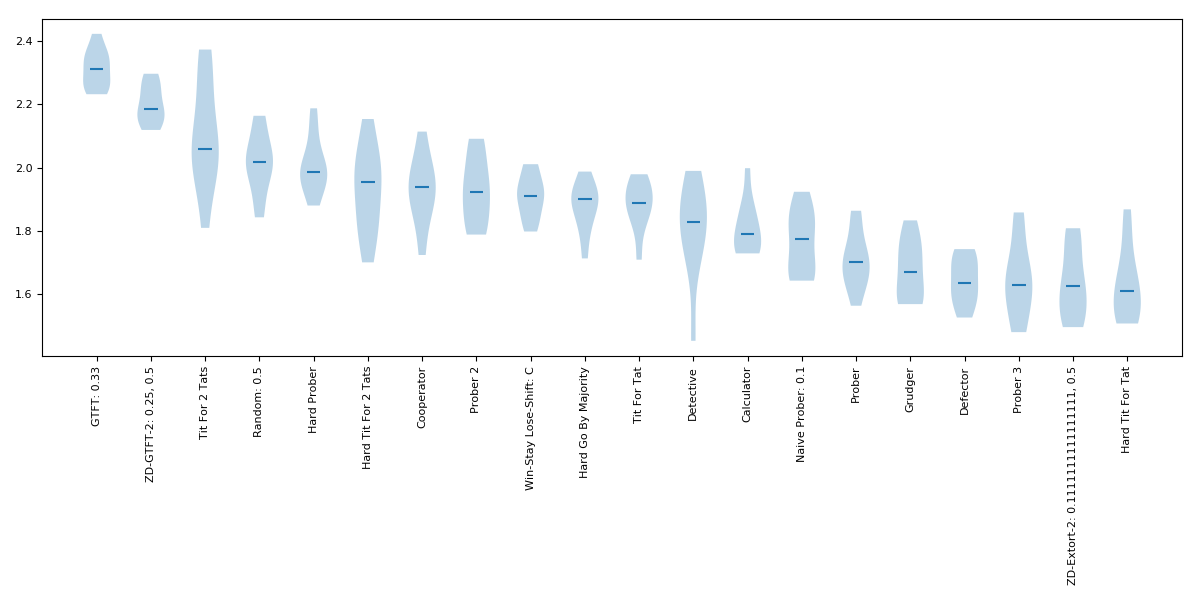 2.4
2.2
2.0
1.8
1.6
GTFT: 0.33
ZD-GTFT-2: 0.25, 0.5
Tit For 2 Tats
Random: 0.5
Hard Prober
Hard Tit For 2 Tats
Cooperator
Prober 2
Win-Stay Lose-Shift: C
Hard Go By Majority
Tit For Tat
Detective
Calculator
Naive Prober: 0.1
Prober
Grudger
Defector
Prober 3
ZD-Extort-2: 0.1111111111111111, 0.5
Hard Tit For Tat